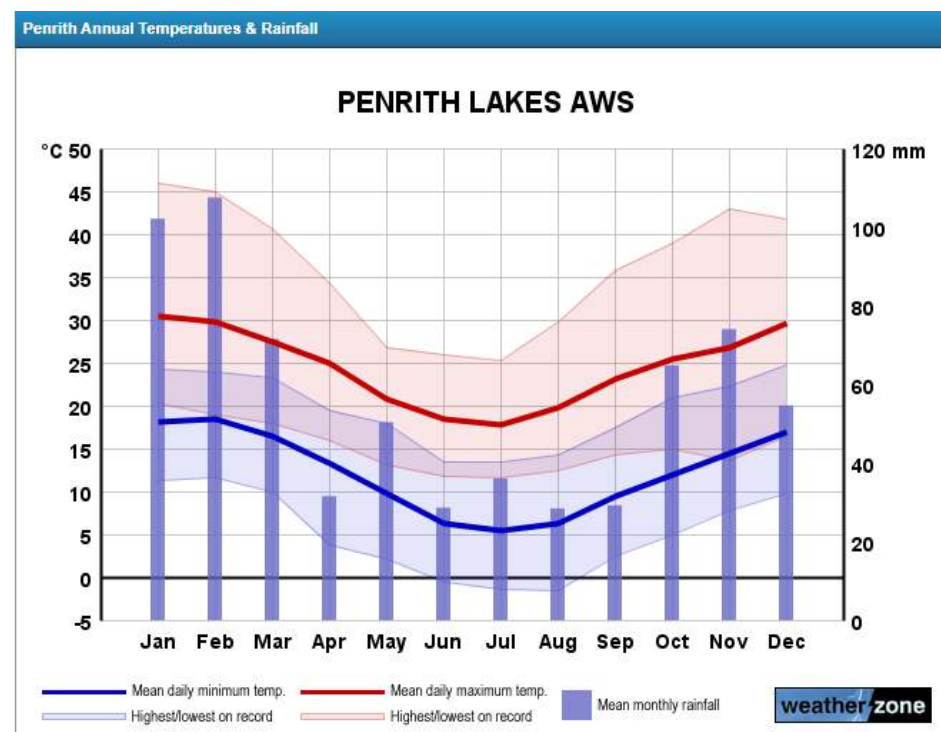 Penrith Annual Temperatures & Rainfall
PENRITH LAKES AWS
°C 50 120 mm
45
40 100
35
30 80
25
20 60
15
10 40
5
0 20
-5 0
Jan Feb Mar Apr May Jun Jul Aug Sep Oct Nov Dec
Mean daily minimum temp. Mean daily maximum temp. Mean monthly rainfall
Highest/lowest on record Highest/lowest on record
weatherzone